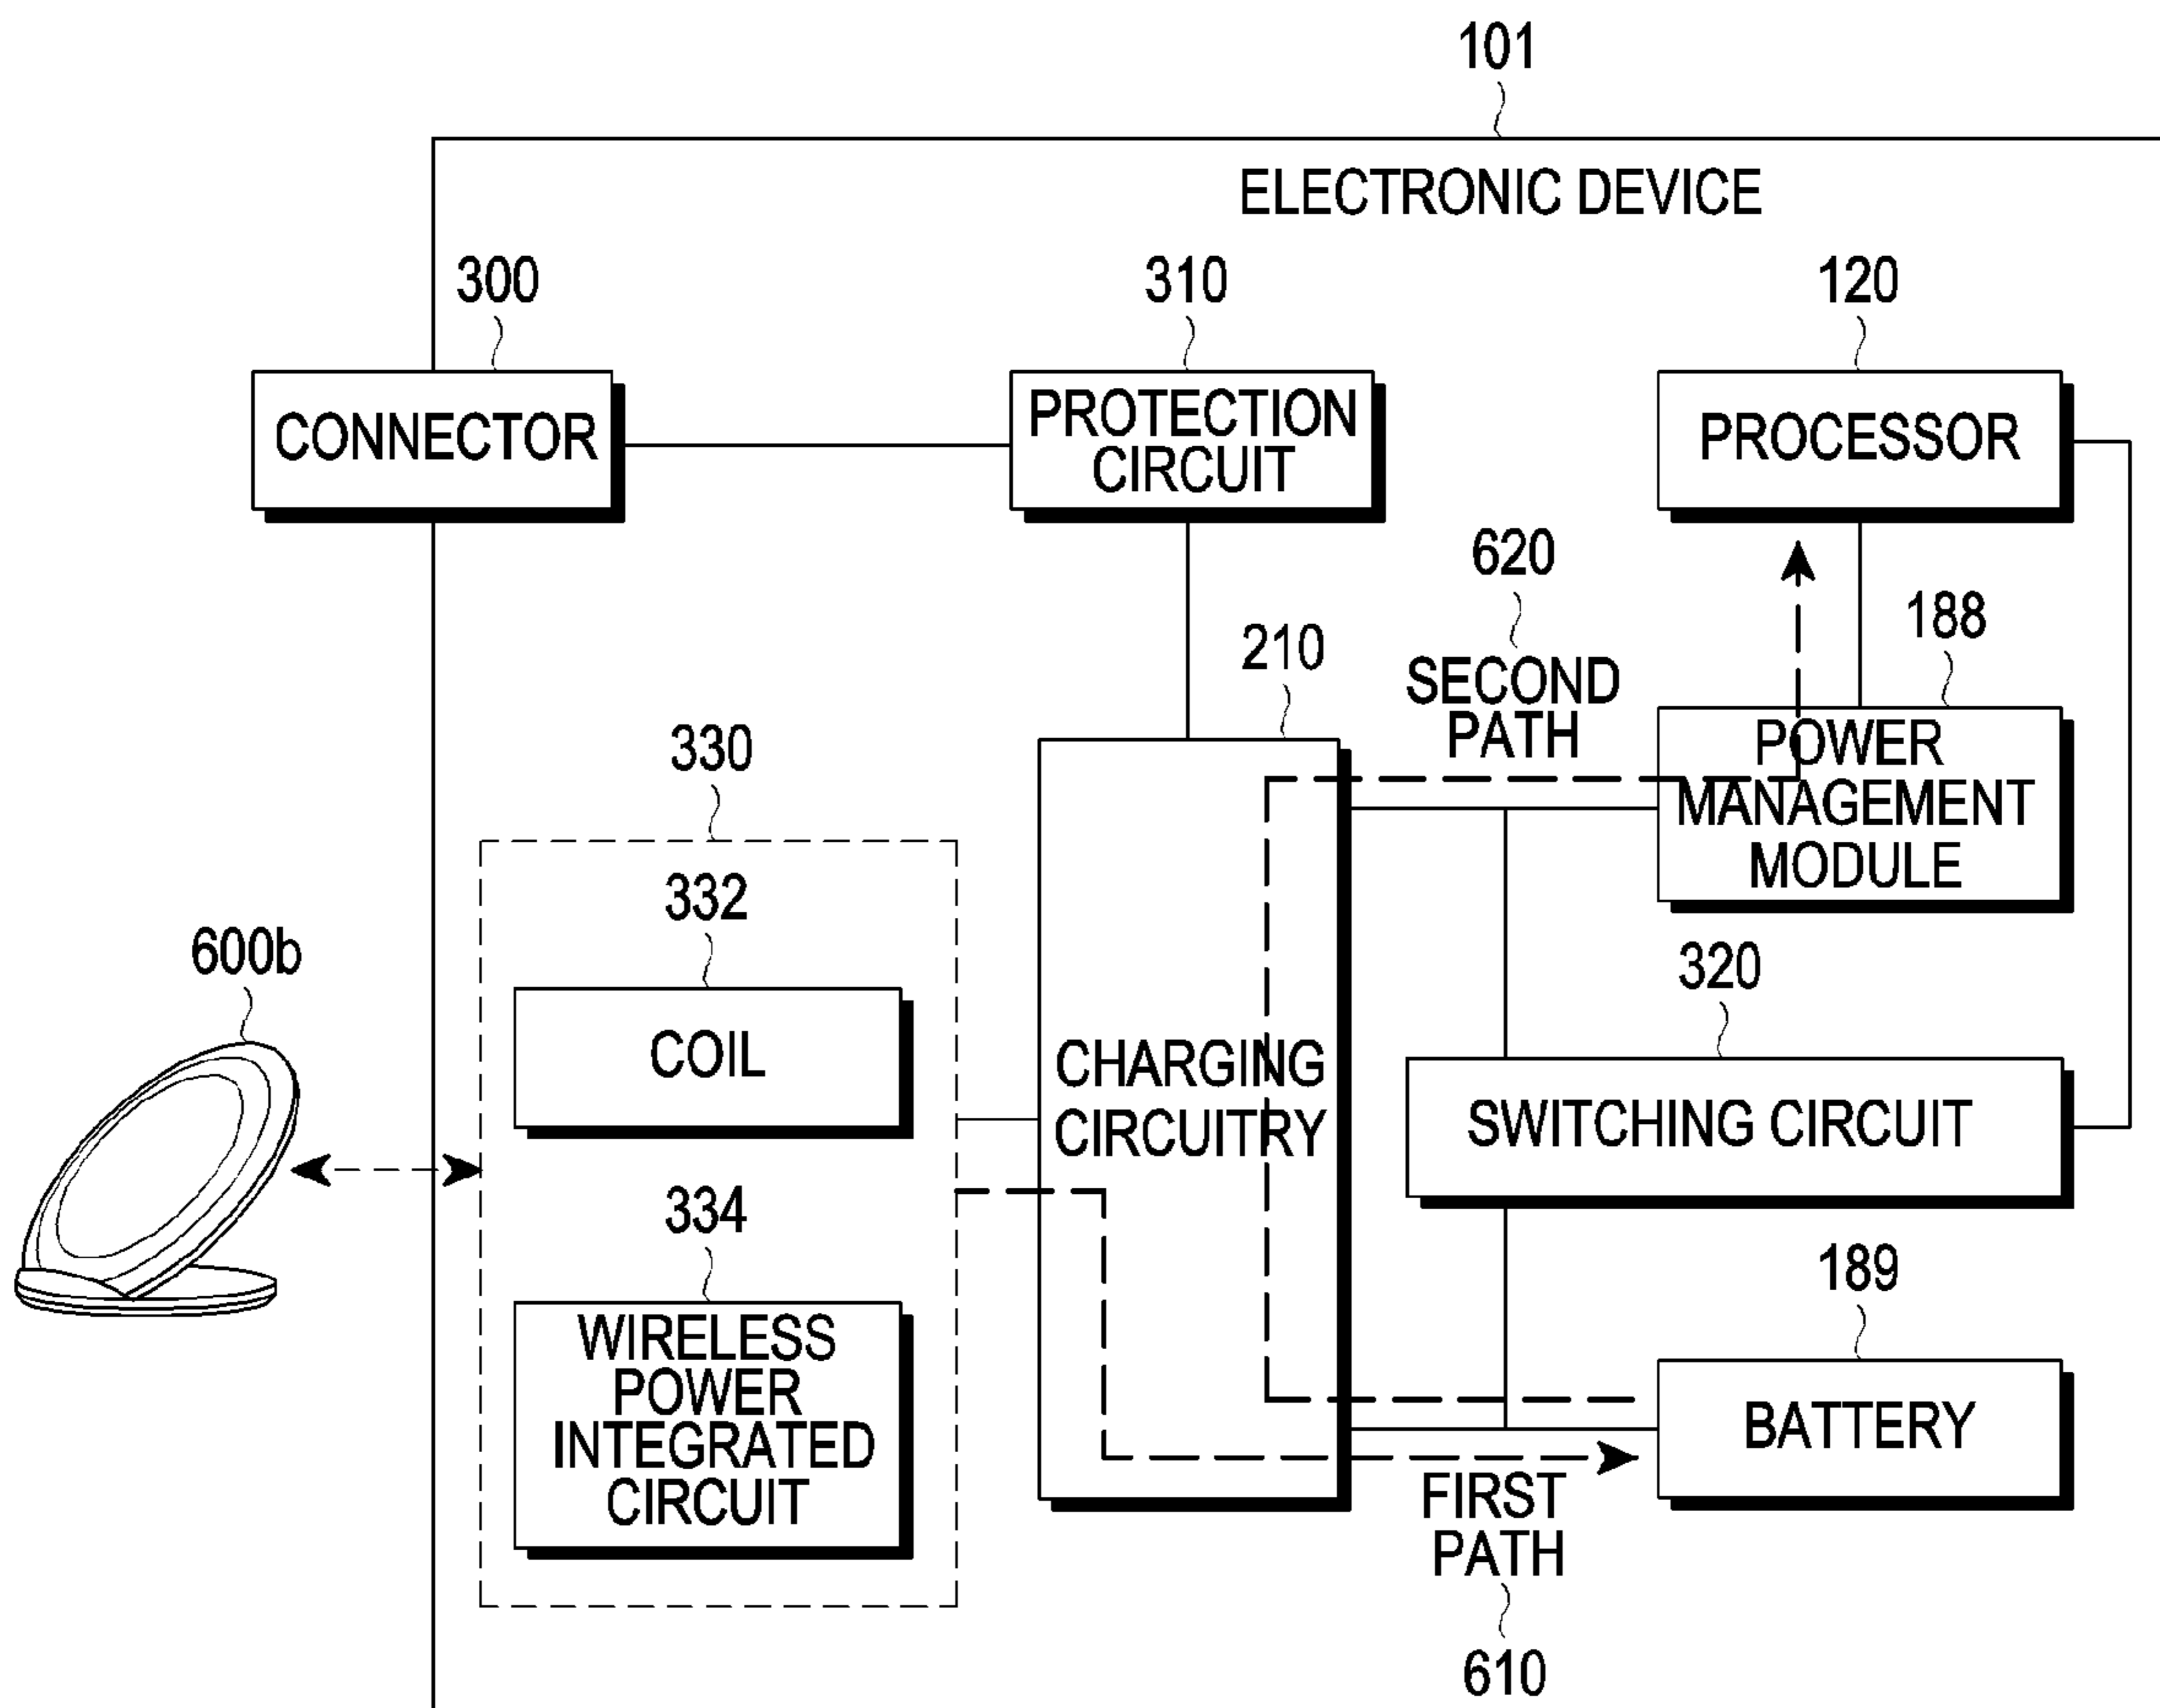 101
ELECTRONIC DEVICE
300
310
120
CONNECTOR
PROTECTION
CIRCUIT
PROCESSOR
620
188
210
SECOND
PATH
330
POWER
MANAGEMENT
MODULE
332
600b
320
COIL
CHARGING
CIRCUITRY
SWITCHING CIRCUIT
334
189
WIRELESS
POWER
INTEGRATED
CIRCUIT
BATTERY
FIRST
PATH
610